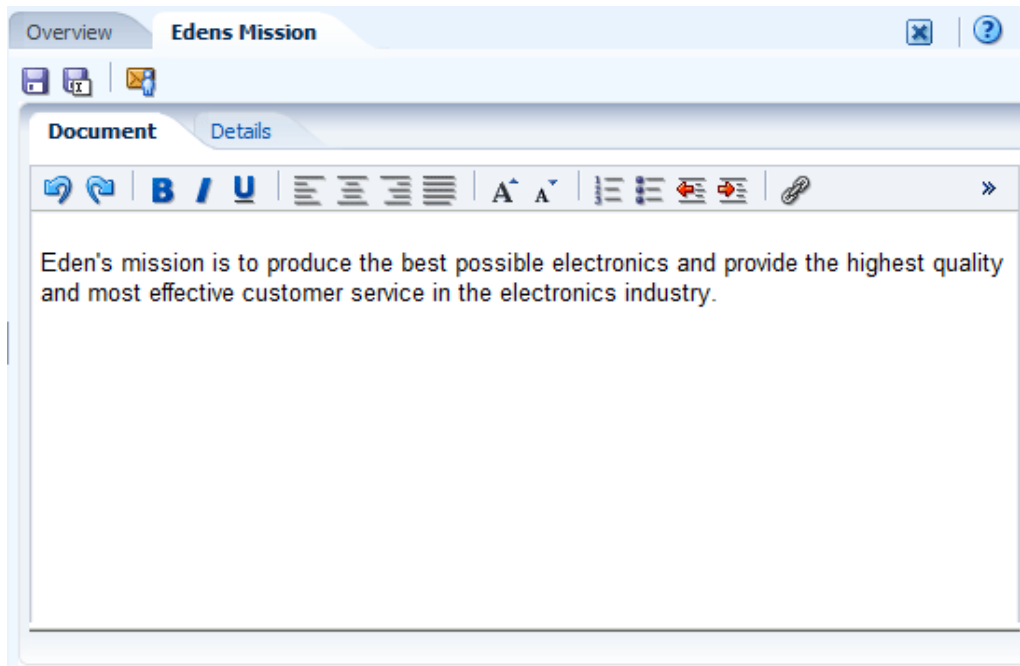 Overview Edens Mission
Document Details
B I U A A
Eden's mission is to produce the best possible electronics and provide the highest quality
and most effective customer service in the electronics industry.